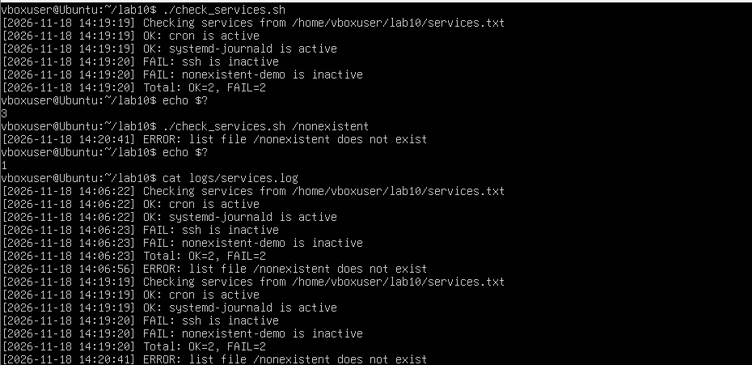 vboxuser@Ubuntu:~/lab10$ ./check_services.sh
[2026-11-18 14:19:19] Checking services from /home/vboxuser/lab10/services.txt
[2026-11-18 14:19:19] OK: cron is active
[2026-11-18 14:19:19] OK: systemd-journald is active
[2026-11-18 14:19:20] FAIL: ssh is inactive
[2026-11-18 14:19:20] FAIL: nonexistent-demo is inactive
[2026-11-18 14:19:20] Total: OK=2, FAIL=2
vboxuser@Ubuntu:~/lab10$ echo $?
3
vboxuser@Ubuntu:~/lab10$ ./check_services.sh /nonexistent
[2026-11-18 14:20:41] ERROR: list file /nonexistent does not exist
vboxuser@Ubuntu:~/lab10$ echo $?
1
vboxuser@Ubuntu:~/lab10$ cat logs/services.log
[2026-11-18 14:06:22] Checking services from /home/vboxuser/lab10/services.txt
[2026-11-18 14:06:22] OK: cron is active
[2026-11-18 14:06:22] OK: systemd-journald is active
[2026-11-18 14:06:23] FAIL: ssh is inactive
[2026-11-18 14:06:23] FAIL: nonexistent-demo is inactive
[2026-11-18 14:06:23] Total: OK=2, FAIL=2
[2026-11-18 14:06:56] ERROR: list file /nonexistent does not exist
[2026-11-18 14:19:19] Checking services from /home/vboxuser/lab10/services.txt
[2026-11-18 14:19:19] OK: cron is active
[2026-11-18 14:19:19] OK: systemd-journald is active
[2026-11-18 14:19:20] FAIL: ssh is inactive
[2026-11-18 14:19:20] FAIL: nonexistent-demo is inactive
[2026-11-18 14:19:20] Total: OK=2, FAIL=2
[2026-11-18 14:20:41] ERROR: list file /nonexistent does not exist